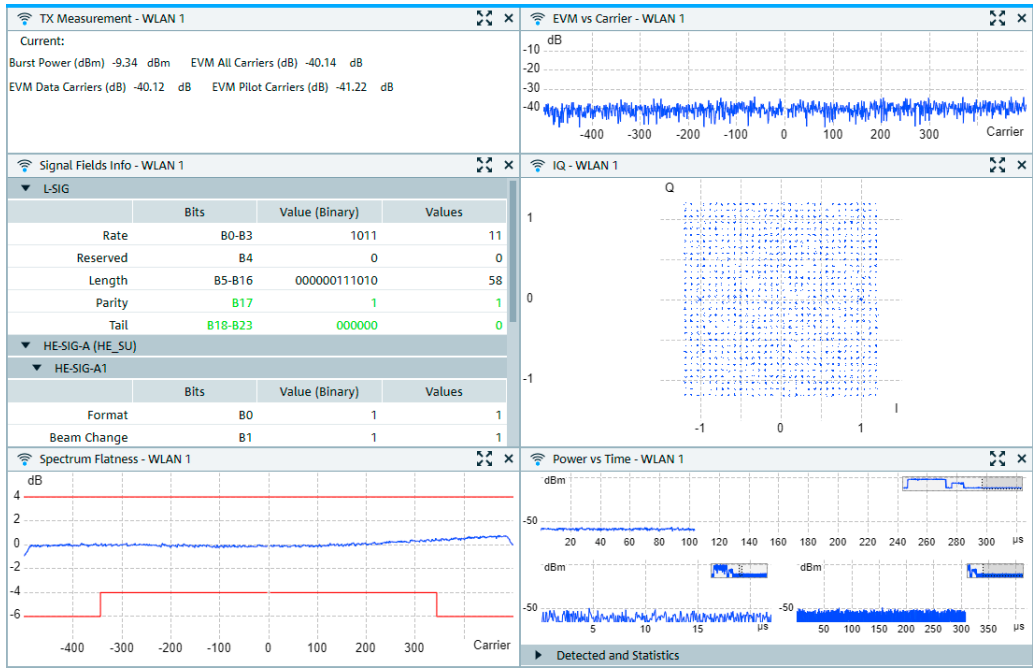 TX Measurement - WLAN 1
Current:
Burst Power (dBm) -9.34 dBm EVM All Carriers (dB) -40.14 dB
EVM Data Carriers (dB) -40.12 dB EVM Pilot Carriers (dB) -41.22 dB
EVM vs Carrier - WLAN 1
dB
-10
-20
-30
-40
-400 -300 -200 -100 0 100 200 300 Carrier
Signal Fields Info - WLAN 1
L-SIG
Bits Value (Binary) Values
Rate B0-B3 1011 11
Reserved B4 0 0
Length B5-B16 000000111010 58
Parity B17 1 1
Tail B18-B23 000000 0
HE-SIG-A (HE_SU)
HE-SIG-A1
Bits Value (Binary) Values
Format B0 1 1
Beam Change B1 1 1
IQ - WLAN 1
Q
1
0
-1
I
-1 0 1
Spectrum Flatness - WLAN 1
dB
4
2
0
-2
-4
-6
-400 -300 -200 -100 0 100 200 300 Carrier
Power vs Time - WLAN 1
dBm
-50
20 40 60 80 100 120 140 160 180 200 220 240 260 280 300 µs
dBm
-50
5 10 15 µs
dBm
-50
50 100 150 200 250 300 350 µs
Detected and Statistics